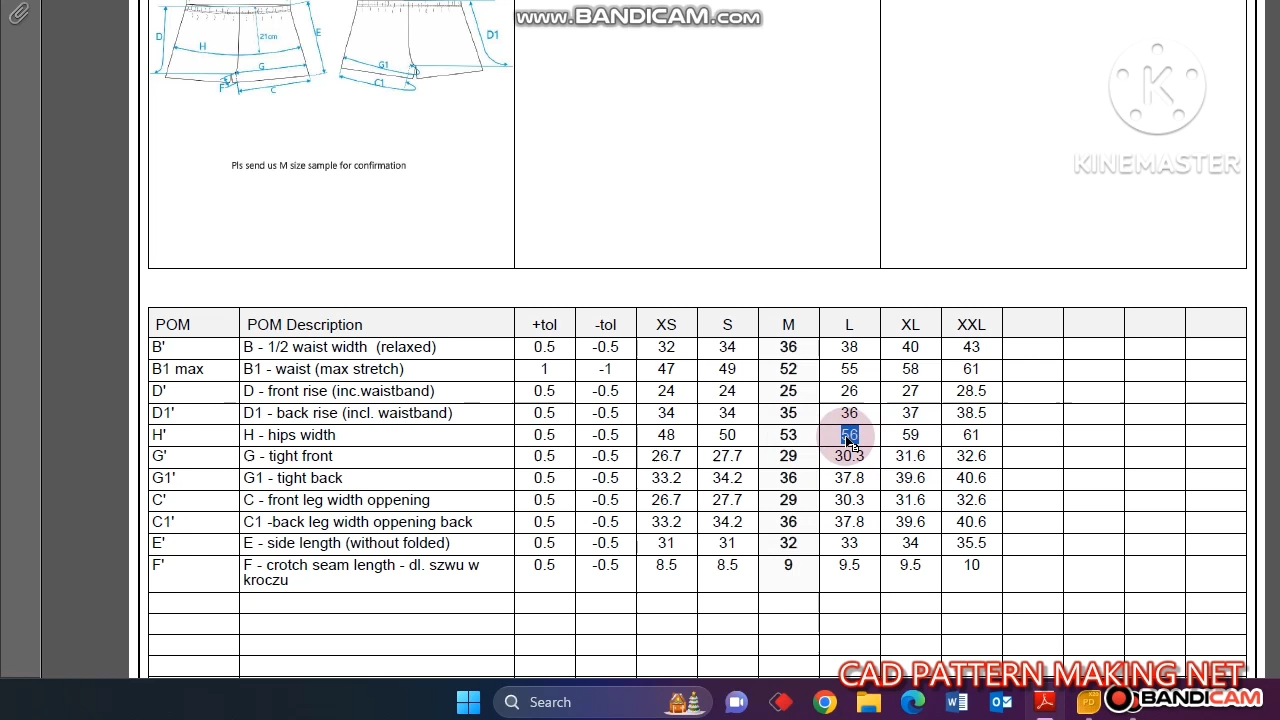 www.BANDICAM.com
D H 21cm E G F C
D1 G1 C1
K
KINEMASTER
Pls send us M size sample for confirmation
POM POM Description +tol -tol XS S M L XL XXL
B' B - 1/2 waist width (relaxed) 0.5 -0.5 32 34 36 38 40 43
B1 max B1 - waist (max stretch) 1 -1 47 49 52 55 58 61
D' D - front rise (inc.waistband) 0.5 -0.5 24 24 25 26 27 28.5
D1' D1 - back rise (incl. waistband) 0.5 -0.5 34 34 35 36 37 38.5
H' H - hips width 0.5 -0.5 48 50 53 56 59 61
G' G - tight front 0.5 -0.5 26.7 27.7 29 30.3 31.6 32.6
G1' G1 - tight back 0.5 -0.5 33.2 34.2 36 37.8 39.6 40.6
C' C - front leg width oppening 0.5 -0.5 26.7 27.7 29 30.3 31.6 32.6
C1' C1 -back leg width oppening back 0.5 -0.5 33.2 34.2 36 37.8 39.6 40.6
E' E - side length (without folded) 0.5 -0.5 31 31 32 33 34 35.5
F' F - crotch seam length - dl. szwu w 0.5 -0.5 8.5 8.5 9 9.5 9.5 10
kroczu
CAD PATTERN MAKING NET
Search
PD
BANDICAM